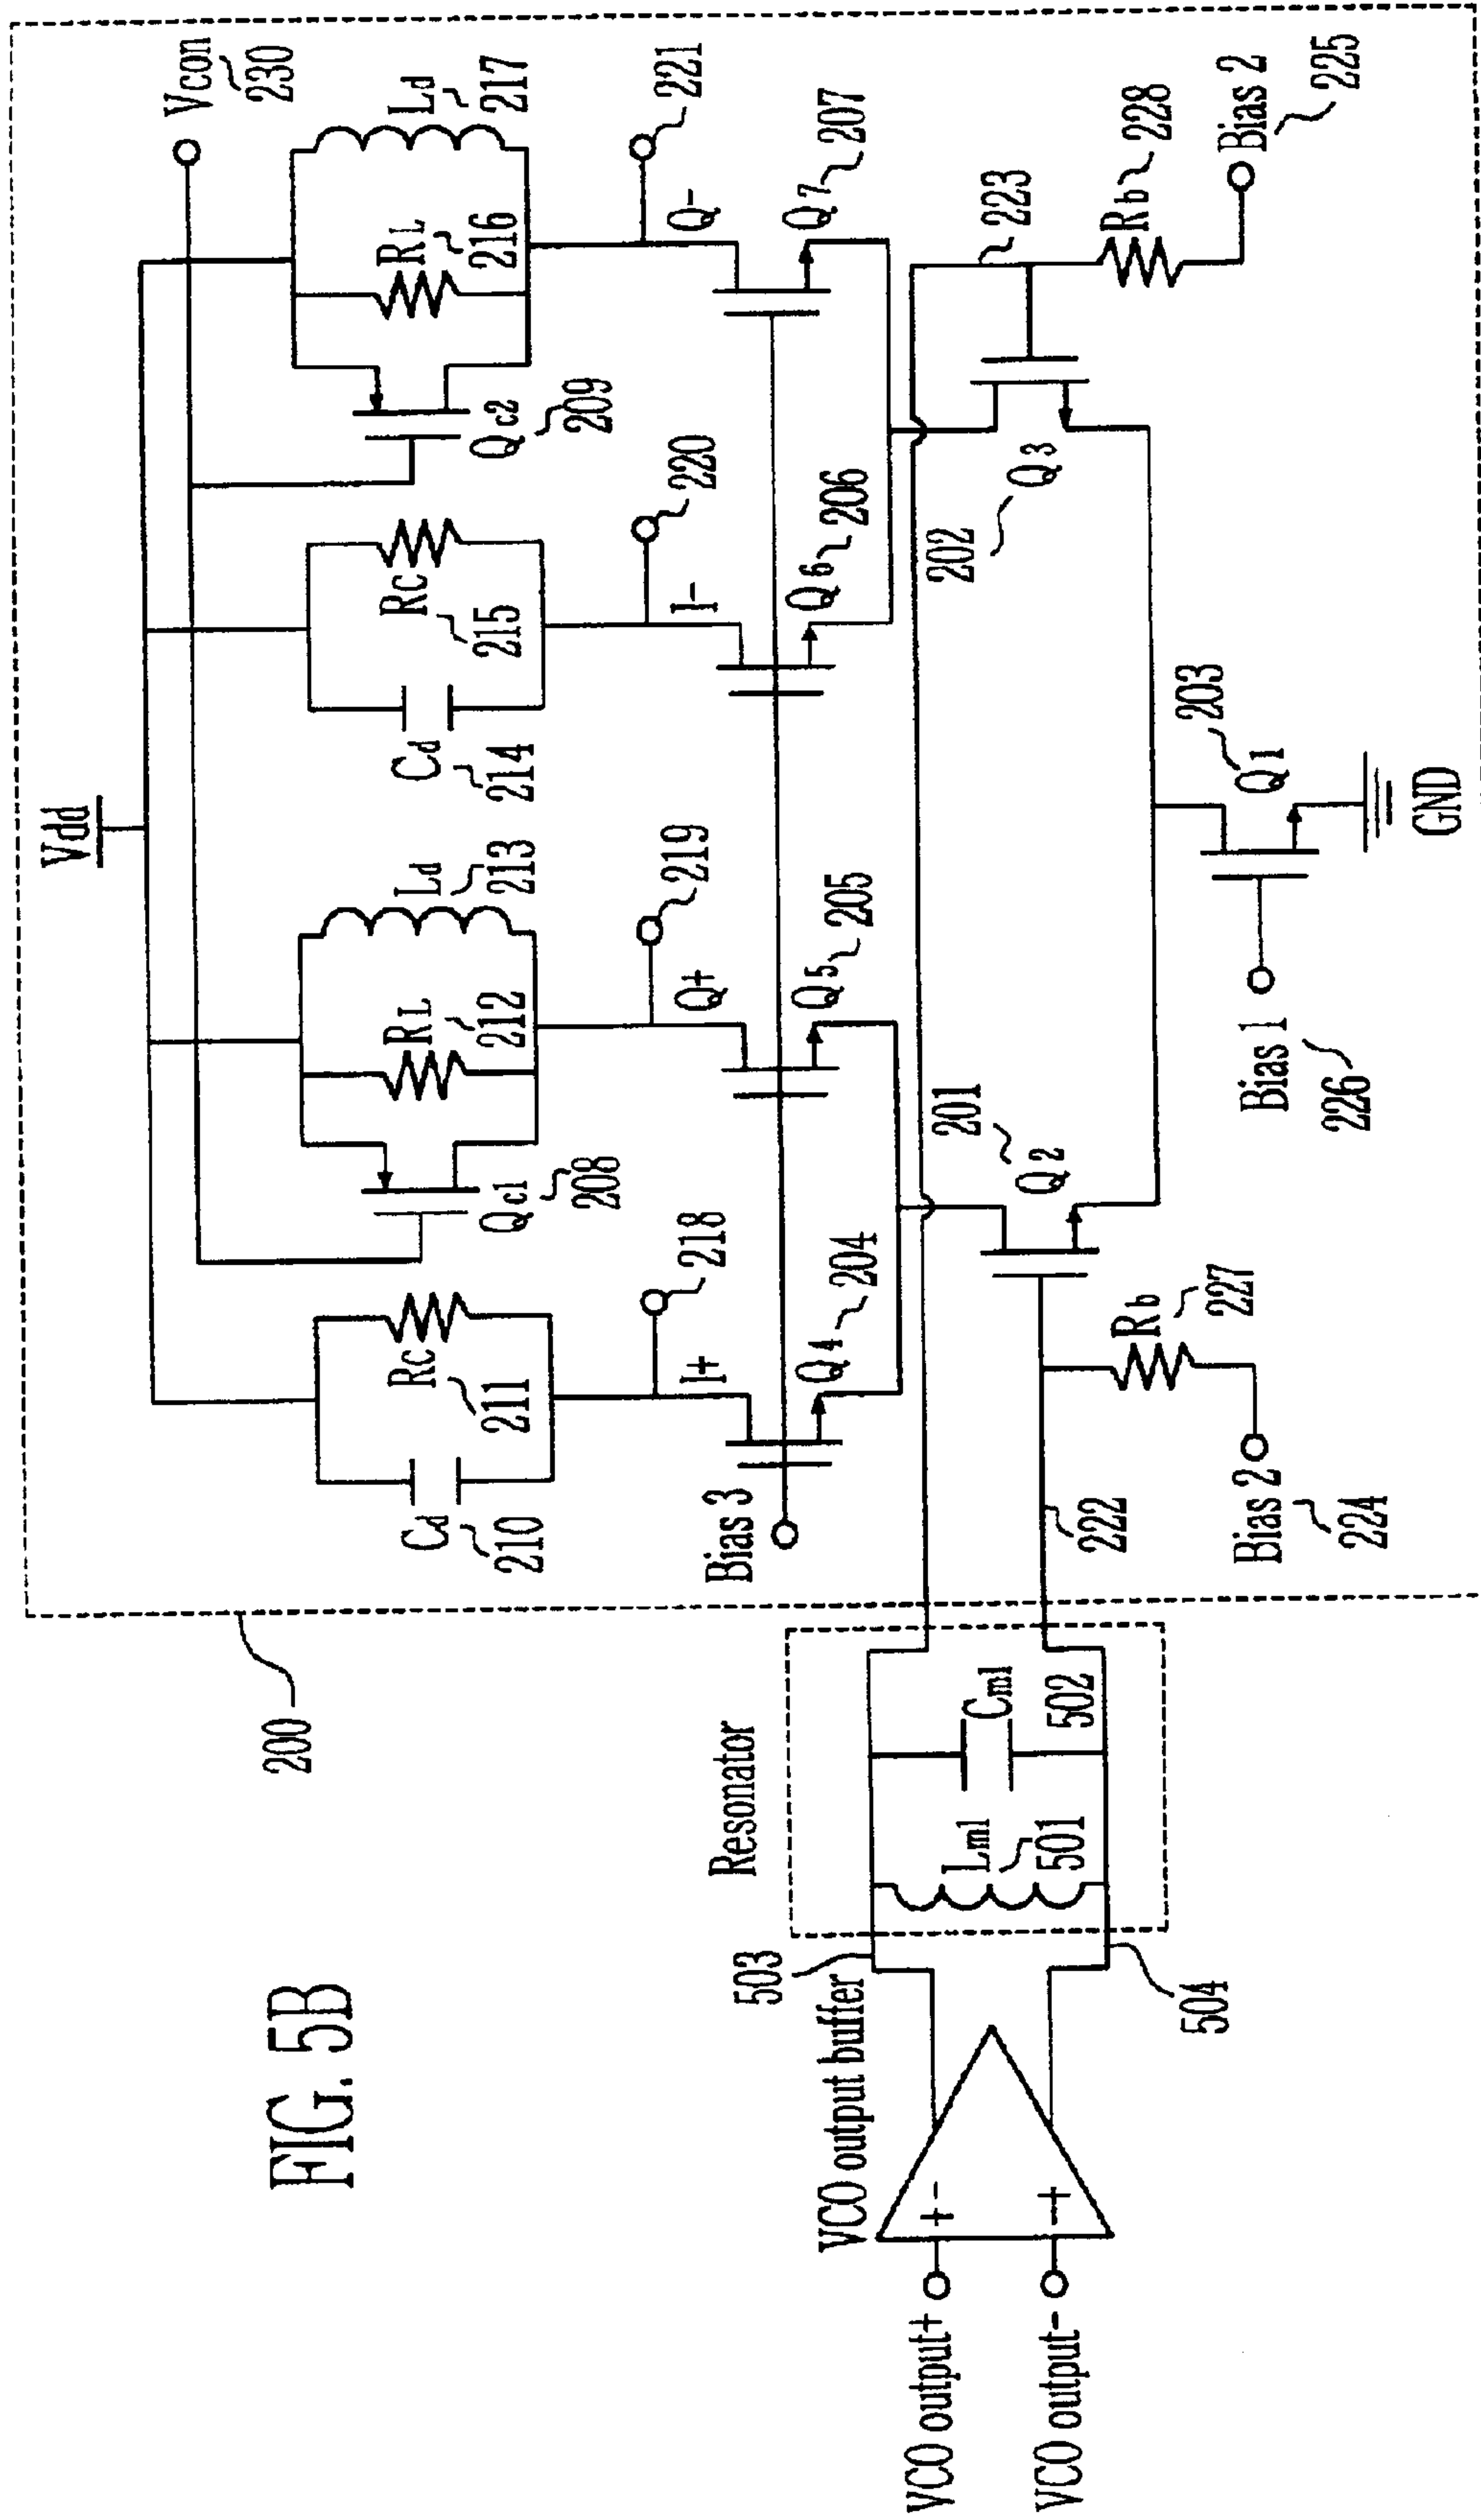 FIG. 5B
200
Vdd
Vcon
230
Cd
210
Rc
211
Qc1
208
RL
212
Ld
213
Cd
214
Rc
215
Qc2
209
RL
216
Ld
217
I+
218
Q+
219
I-
220
Q-
221
Bias 3
Q4
204
Q5
205
Q6
206
Q7
207
Resonator
503
VCO output buffer
VCO output+
VCO output-
+ -
- +
504
Lm1
501
Cm1
502
222
201
Q2
202
Q3
223
Rb
227
Bias 2
224
Rb
228
Bias 2
225
203
Q1
Bias 1
226
GND